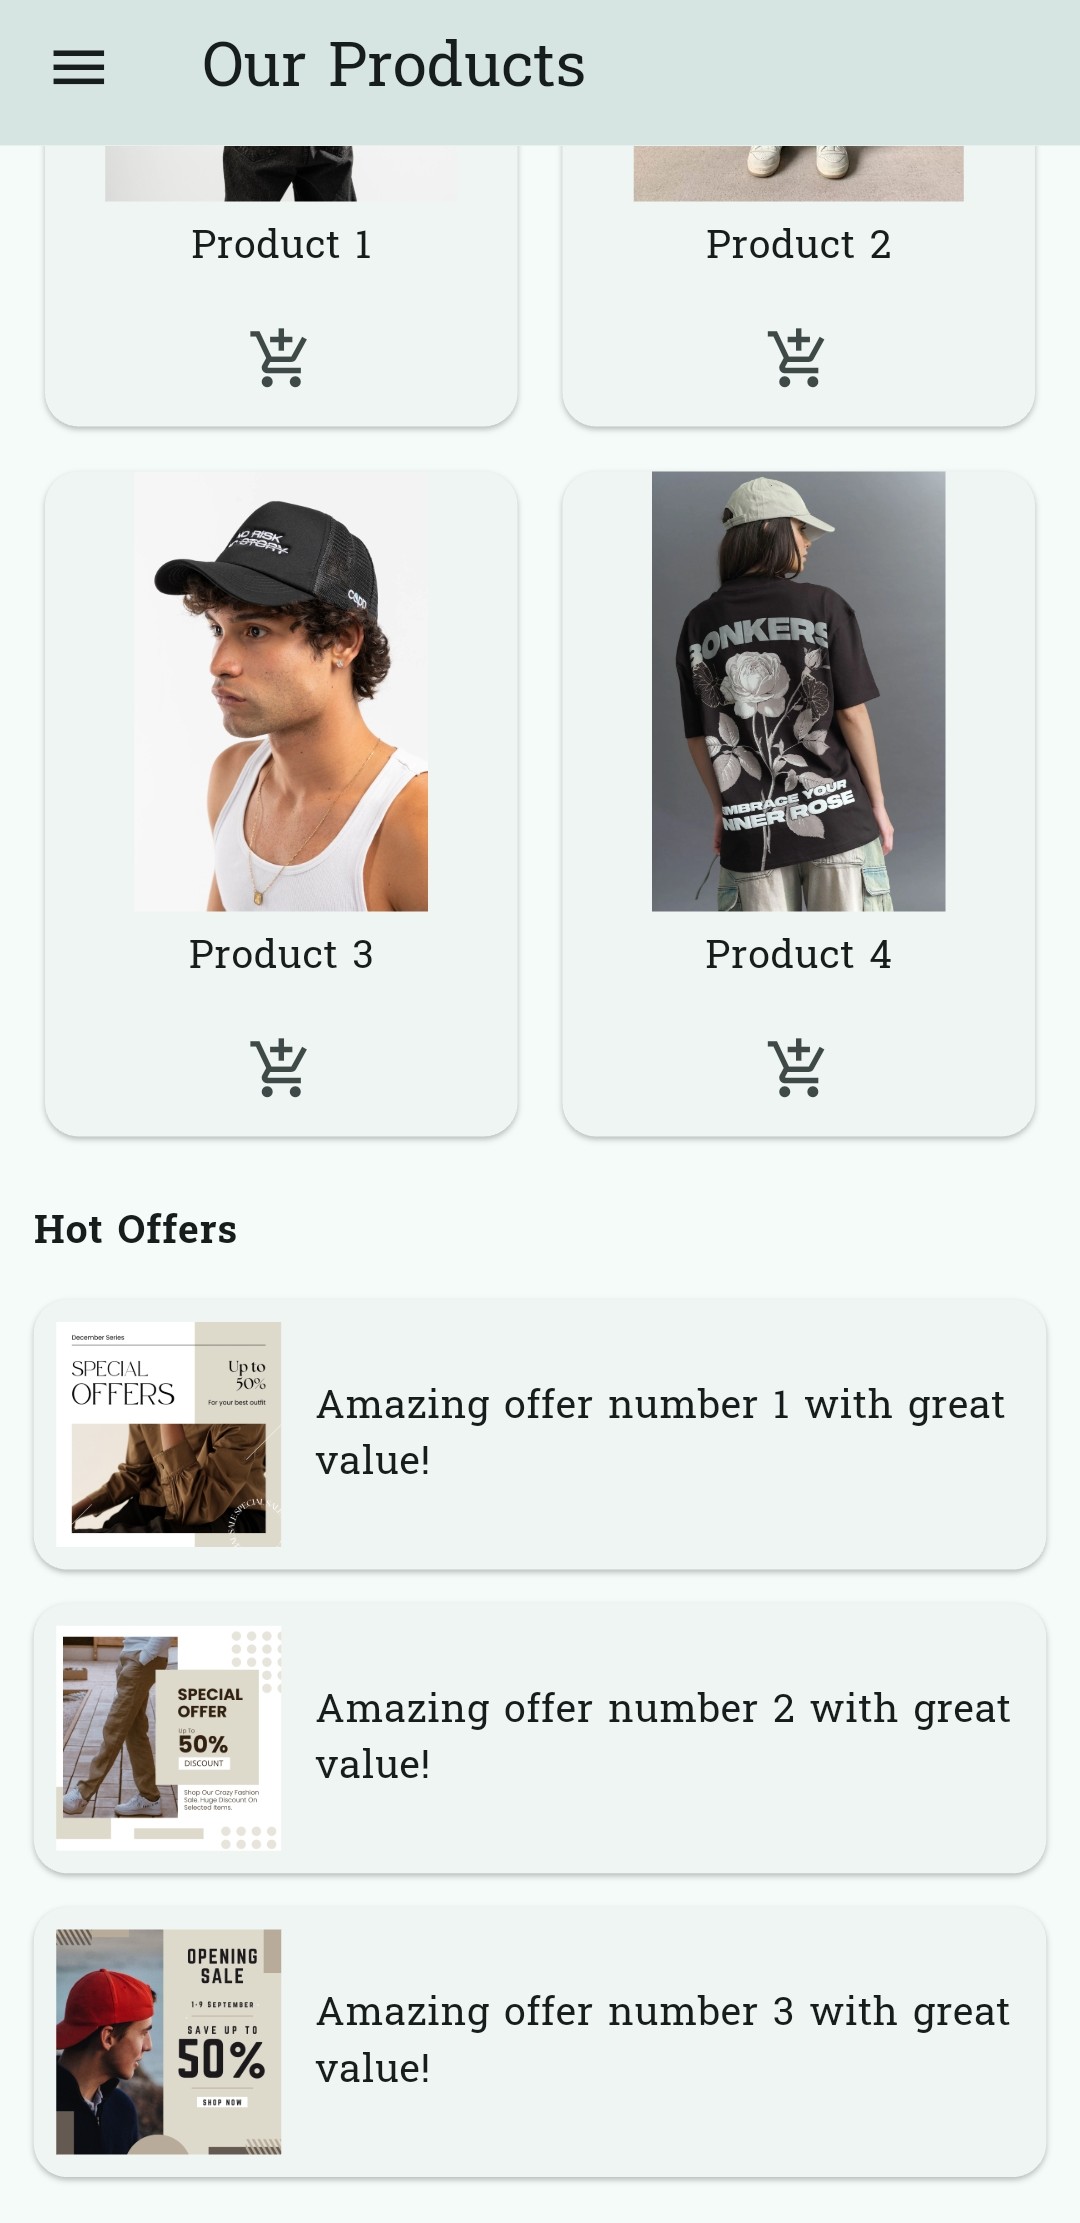 Our Products
Product 1
Product 2
RISK
STORY
BONKERS
EMBRACE YOUR
INNER ROSE
Product 3
Product 4
Hot Offers
December Series
SPECIAL
OFFERS
Up to
50%
For your best outfit
Amazing offer number 1 with great
value!
SPECIAL
OFFER
Up To
50%
DISCOUNT
Shop Our Crazy Fashion
Sale. Huge Discount On
Selected Items.
Amazing offer number 2 with great
value!
OPENING
SALE
1-9 September
SAVE UP TO
50%
SHOP NOW
Amazing offer number 3 with great
value!